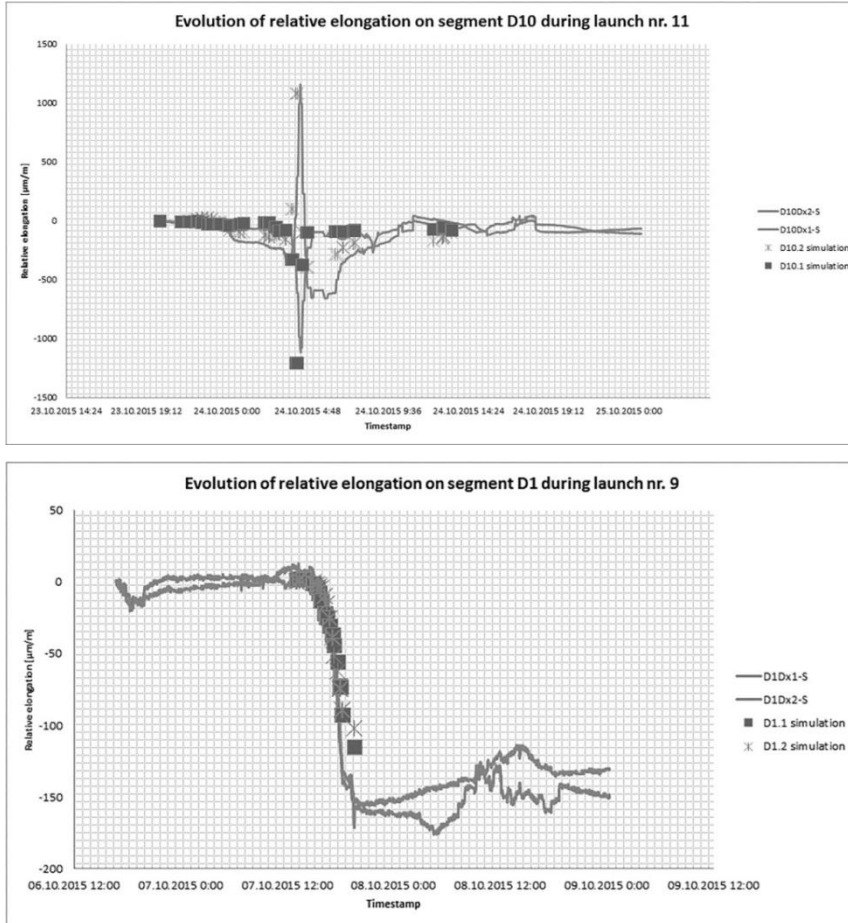 Evolution of relative elongation on segment D10 during launch nr. 11
1500
1000
500
0
-500
-1000
-1500
Relative elongation [µm/m]
23.10.2015 14:24 23.10.2015 19:12 24.10.2015 0:00 24.10.2015 4:48 24.10.2015 9:36 24.10.2015 14:24 24.10.2015 19:12 25.10.2015 0:00
Timestamp
D10Dx2-S
D10Dx1-S
D10.2 simulation
D10.1 simulation
Evolution of relative elongation on segment D1 during launch nr. 9
50
0
-50
-100
-150
-200
Relative elongation [µm/m]
06.10.2015 12:00 07.10.2015 0:00 07.10.2015 12:00 08.10.2015 0:00 08.10.2015 12:00 09.10.2015 0:00 09.10.2015 12:00
Timestamp
D1Dx1-S
D1Dx2-S
D1.1 simulation
D1.2 simulation